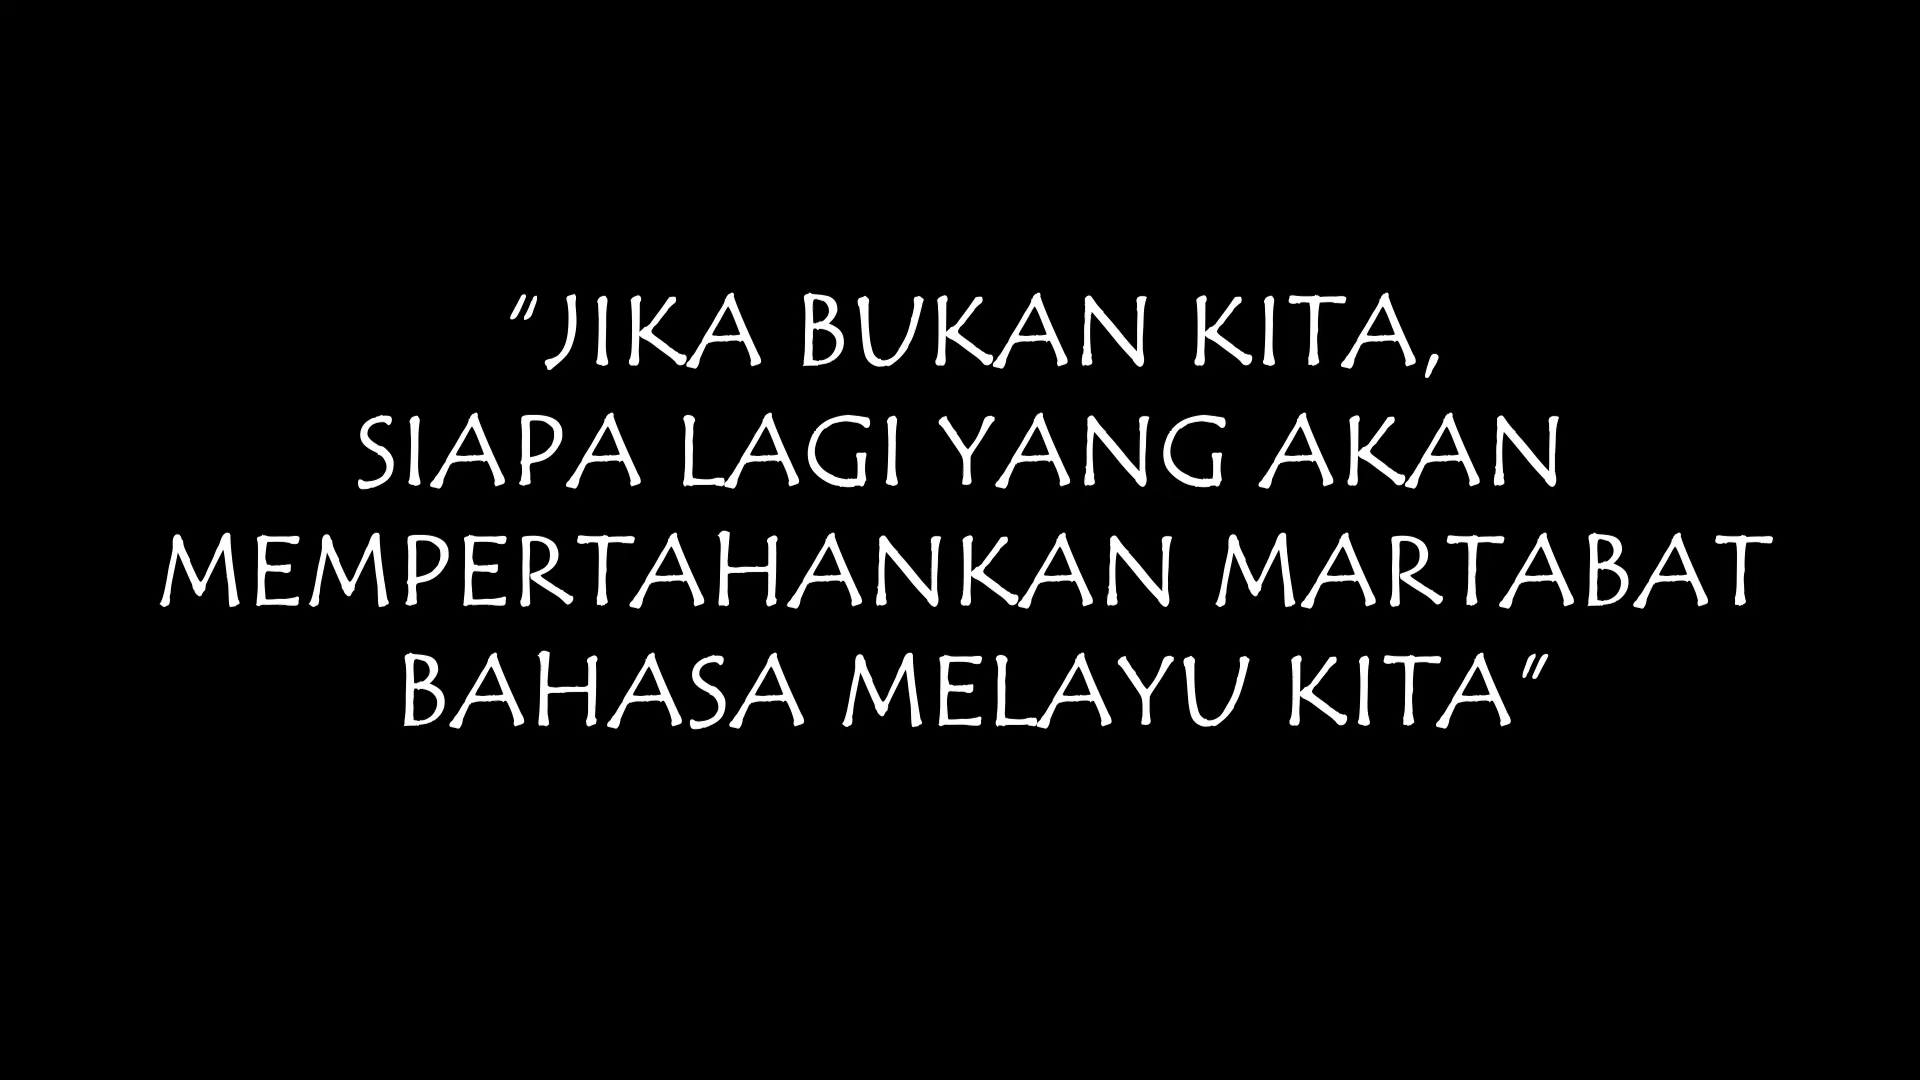 “JIKA BUKAN KITA,
SIAPA LAGI YANG AKAN
MEMPERTAHANKAN MARTABAT
BAHASA MELAYU KITA”